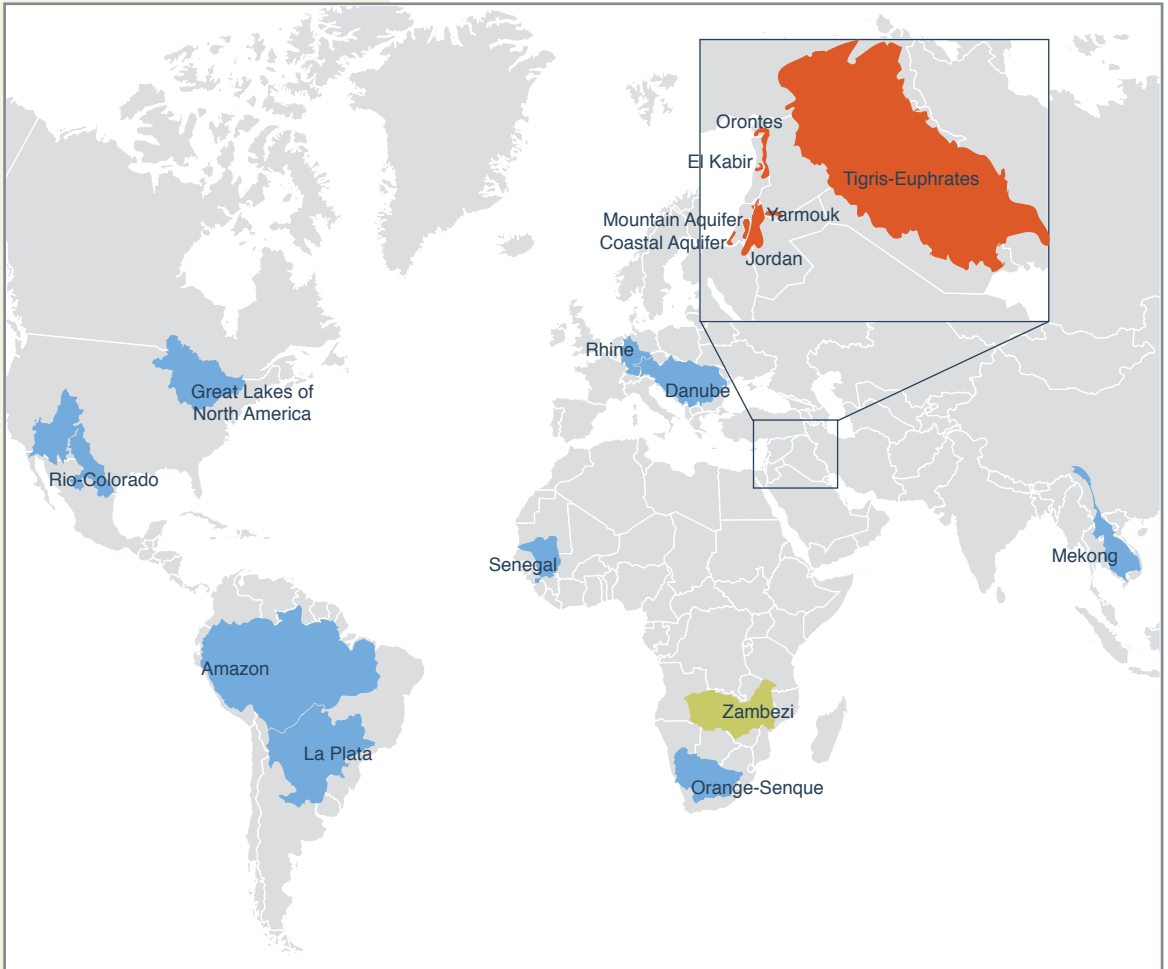 Orontes
El Kabir
Tigris-Euphrates
Mountain Aquifer
Yarmouk
Coastal Aquifer
Jordan
Rhine
Danube
Great Lakes of
North America
Rio-Colorado
Senegal
Mekong
Amazon
Zambezi
La Plata
Orange-Senque